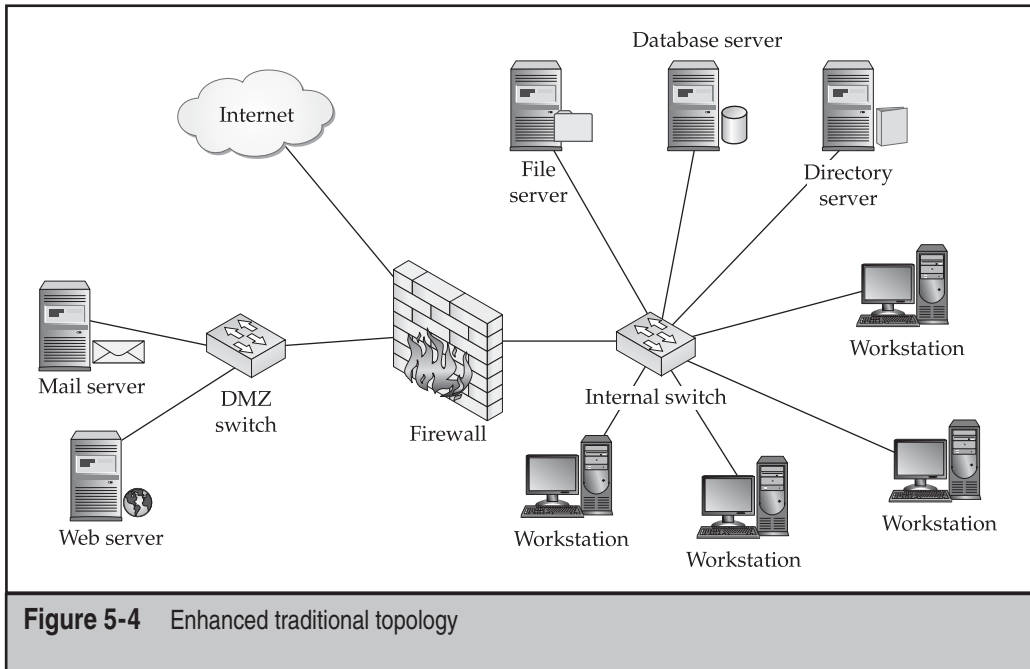 Database server
Internet
File
server
Directory
server
Mail server
DMZ
switch
Firewall
Internal switch
Workstation
Web server
Workstation
Workstation
Workstation
Figure 5-4 Enhanced traditional topology